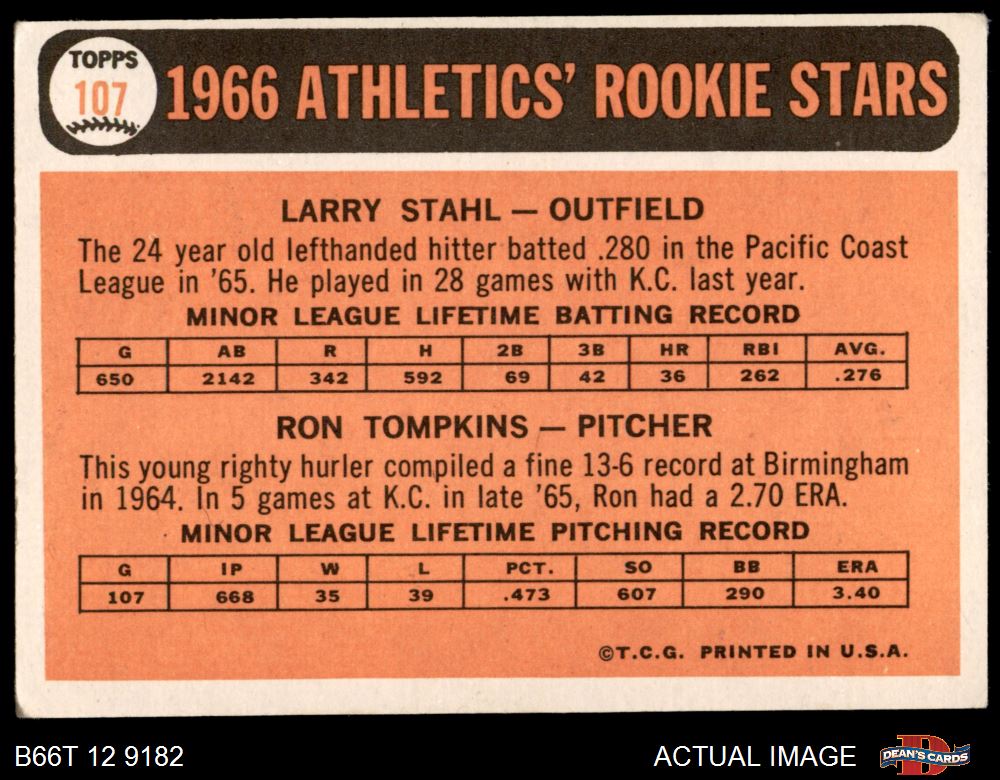 TOPPS
107
1966 ATHLETICS' ROOKIE STARS
LARRY STAHL — OUTFIELD
The 24 year old lefthanded hitter batted .280 in the Pacific Coast
League in '65. He played in 28 games with K.C. last year.
MINOR LEAGUE LIFETIME BATTING RECORD
G AB R H 2B 3B HR RBI AVG.
650 2142 342 592 69 42 36 262 .276
RON TOMPKINS — PITCHER
This young righty hurler compiled a fine 13-6 record at Birmingham
in 1964. In 5 games at K.C. in late '65, Ron had a 2.70 ERA.
MINOR LEAGUE LIFETIME PITCHING RECORD
G IP W L PCT. SO BB ERA
107 668 35 39 .473 607 290 3.40
©T.C.G. PRINTED IN U.S.A.
B66T 12 9182 ACTUAL IMAGE D DEAN'S CARDS